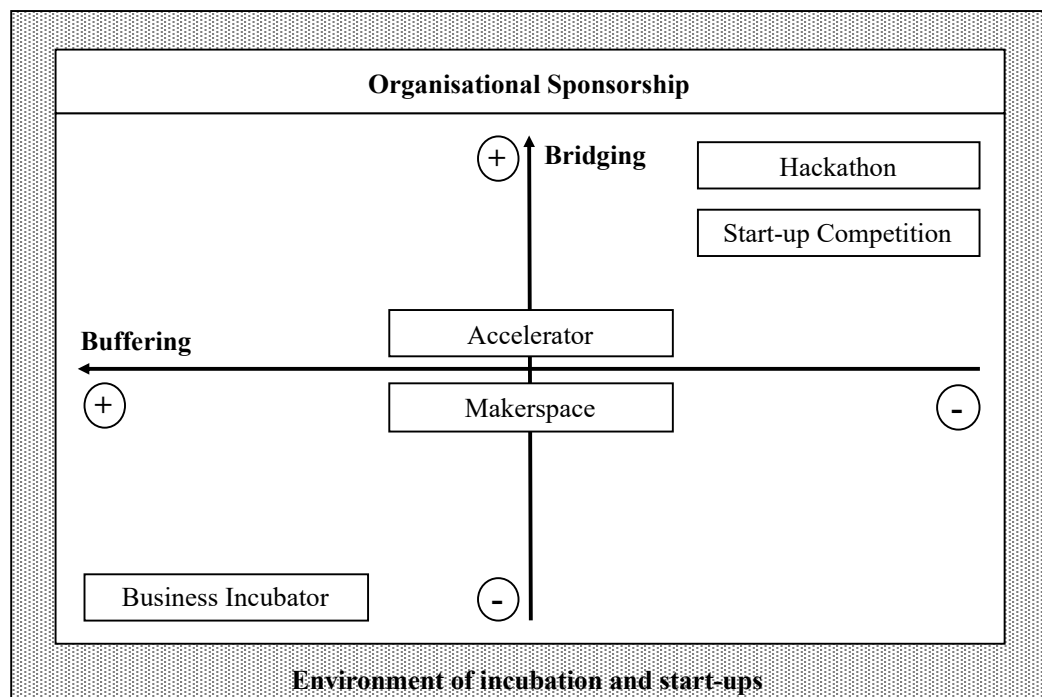 Organisational Sponsorship
+
Bridging
Hackathon
Start-up Competition
Buffering
Accelerator
+
Makerspace
-
Business Incubator
-
Environment of incubation and start-ups